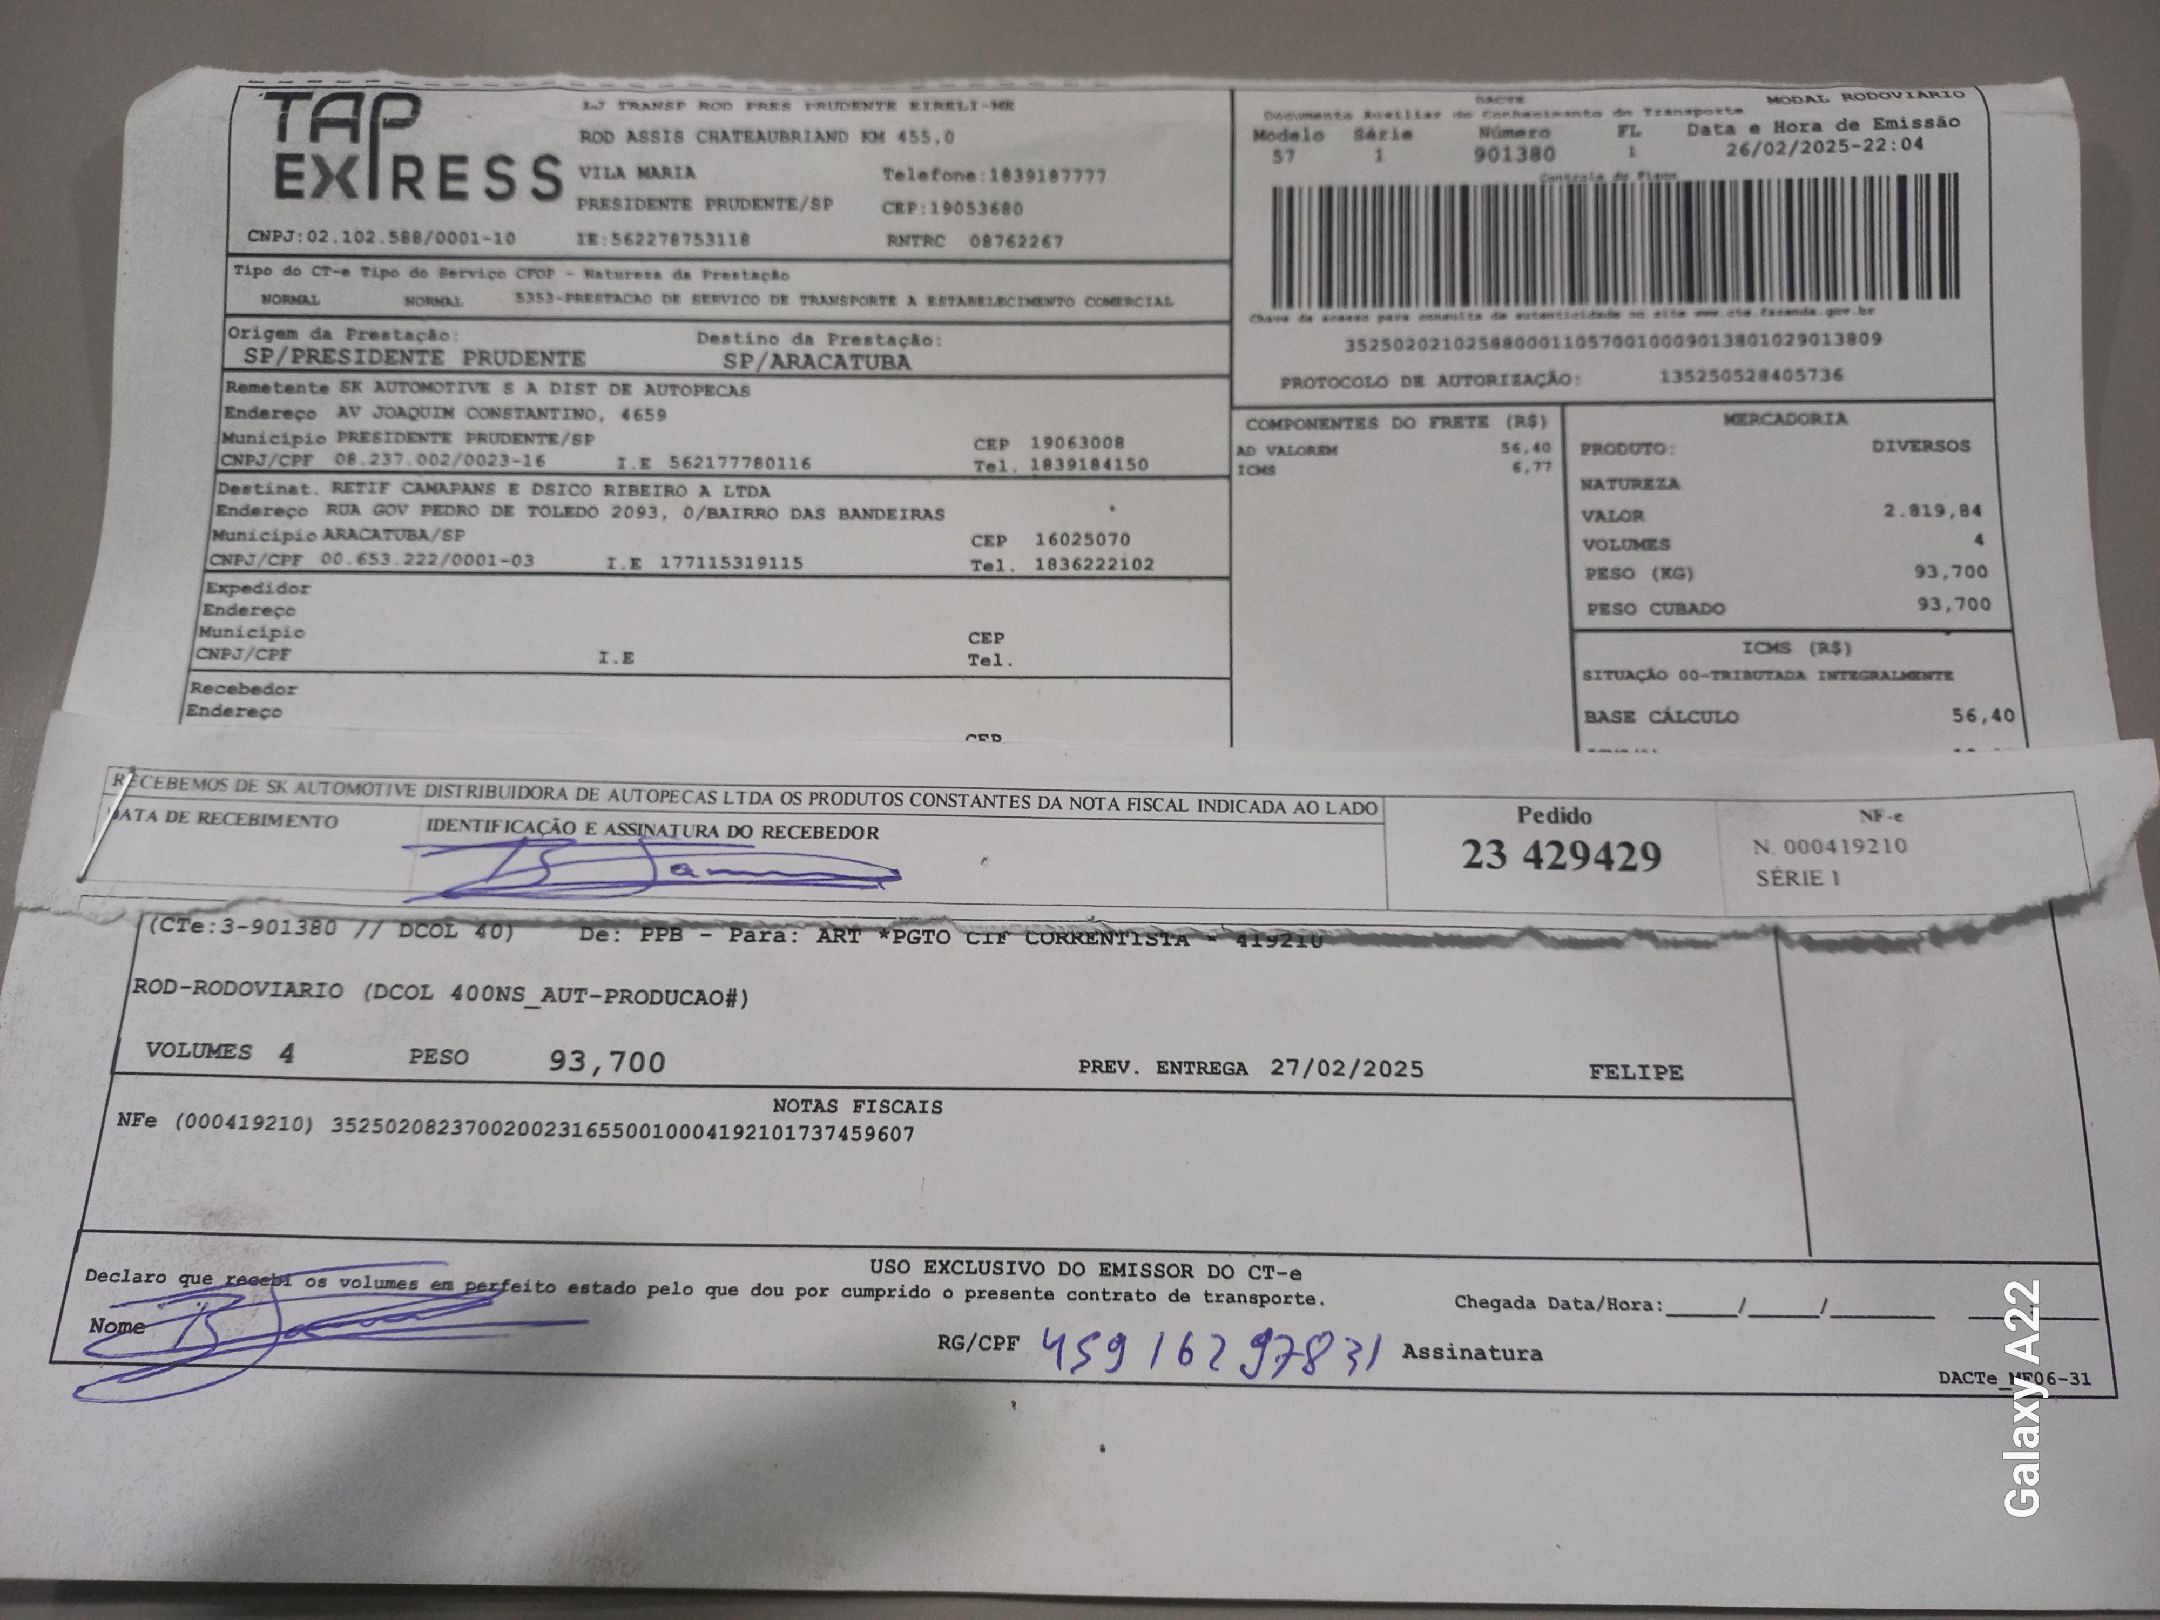 TAP
EXPRESS
LJ TRANSP ROD PRES PRUDENTE EIRELI-ME
ROD ASSIS CHATEAUBRIAND KM 455,0
VILA MARIA Telefone:1839187777
PRESIDENTE PRUDENTE/SP CEP:19053680
CNPJ:02.102.588/0001-10 IE:562278753118 RNTRC 08762267
DACTE MODAL RODOVIARIO
Documento Auxiliar do Conhecimento de Transporte
Modelo Série Número FL Data e Hora de Emissão
57 1 901380 1 26/02/2025-22:04
Controle do Fisco
Chave de acesso para consulta de autenticidade no site www.cte.fazenda.gov.br
35250202102588000110570010009013801029013809
PROTOCOLO DE AUTORIZAÇÃO: 135250528405736
Tipo do CT-e Tipo do Serviço CFOP - Natureza da Prestação
NORMAL NORMAL 5353-PRESTACAO DE SERVICO DE TRANSPORTE A ESTABELECIMENTO COMERCIAL
Origem da Prestação: Destino da Prestação:
SP/PRESIDENTE PRUDENTE SP/ARACATUBA
Remetente SK AUTOMOTIVE S A DIST DE AUTOPECAS
Endereço AV JOAQUIM CONSTANTINO, 4659
Município PRESIDENTE PRUDENTE/SP CEP 19063008
CNPJ/CPF 08.237.002/0023-16 I.E 562177780116 Tel. 1839184150
Destinat. RETIF CAMAPANS E DSICO RIBEIRO A LTDA
Endereço RUA GOV PEDRO DE TOLEDO 2093, 0/BAIRRO DAS BANDEIRAS
Município ARACATUBA/SP CEP 16025070
CNPJ/CPF 00.653.222/0001-03 I.E 177115319115 Tel. 1836222102
Expedidor
Endereço
Município CEP
CNPJ/CPF I.E Tel.
Recebedor
Endereço
CEP
COMPONENTES DO FRETE (R$)
AD VALOREM 56,40
ICMS 6,77
MERCADORIA
PRODUTO: DIVERSOS
NATUREZA
VALOR 2.819,84
VOLUMES 4
PESO (KG) 93,700
PESO CUBADO 93,700
ICMS (R$)
SITUAÇÃO 00-TRIBUTADA INTEGRALMENTE
BASE CÁLCULO 56,40
RECEBEMOS DE SK AUTOMOTIVE DISTRIBUIDORA DE AUTOPECAS LTDA OS PRODUTOS CONSTANTES DA NOTA FISCAL INDICADA AO LADO
DATA DE RECEBIMENTO IDENTIFICAÇÃO E ASSINATURA DO RECEBEDOR
Pedido
23 429429
NF-e
N. 000419210
SÉRIE 1
(CTe:3-901380 // DCOL 40) De: PPB - Para: ART *PGTO CIF CORRENTISTA - 419210
ROD-RODOVIARIO (DCOL 400NS_AUT-PRODUCAO#)
VOLUMES 4 PESO 93,700 PREV. ENTREGA 27/02/2025 FELIPE
NOTAS FISCAIS
NFe (000419210) 35250208237002002316550010004192101737459607
USO EXCLUSIVO DO EMISSOR DO CT-e
Declaro que recebi os volumes em perfeito estado pelo que dou por cumprido o presente contrato de transporte.
Chegada Data/Hora:_____/_____/_______
Nome RG/CPF 45916297831 Assinatura
DACTe_MF06-31
Galaxy A22